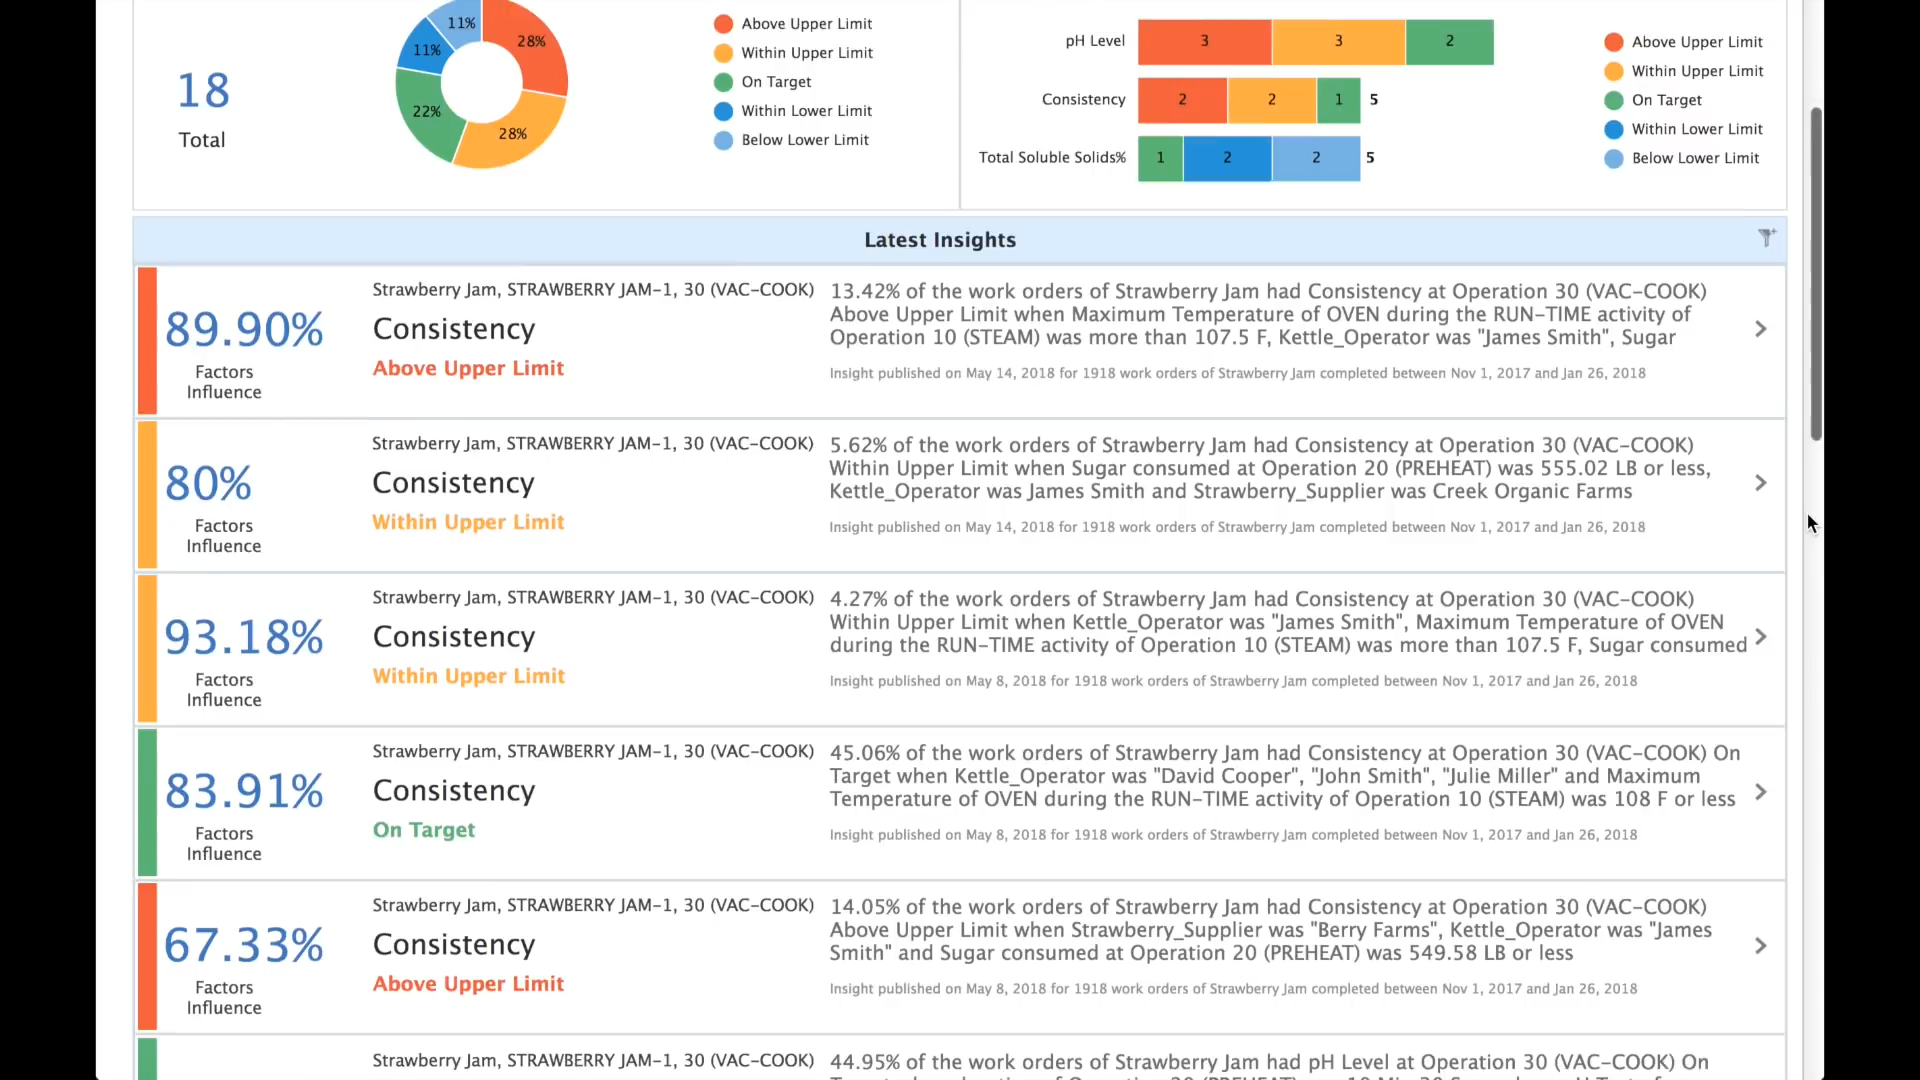 18
Total
11%
28%
11%
22%
28%
Above Upper Limit
Within Upper Limit
On Target
Within Lower Limit
Below Lower Limit
pH Level
3
3
2
Consistency
2
2
1
5
Total Soluble Solids%
1
2
2
5
Above Upper Limit
Within Upper Limit
On Target
Within Lower Limit
Below Lower Limit
Latest Insights
89.90%
Factors
Influence
Strawberry Jam, STRAWBERRY JAM-1, 30 (VAC-COOK)
Consistency
Above Upper Limit
13.42% of the work orders of Strawberry Jam had Consistency at Operation 30 (VAC-COOK)
Above Upper Limit when Maximum Temperature of OVEN during the RUN-TIME activity of
Operation 10 (STEAM) was more than 107.5 F, Kettle_Operator was "James Smith", Sugar
Insight published on May 14, 2018 for 1918 work orders of Strawberry Jam completed between Nov 1, 2017 and Jan 26, 2018
80%
Factors
Influence
Strawberry Jam, STRAWBERRY JAM-1, 30 (VAC-COOK)
Consistency
Within Upper Limit
5.62% of the work orders of Strawberry Jam had Consistency at Operation 30 (VAC-COOK)
Within Upper Limit when Sugar consumed at Operation 20 (PREHEAT) was 555.02 LB or less,
Kettle_Operator was James Smith and Strawberry_Supplier was Creek Organic Farms
Insight published on May 14, 2018 for 1918 work orders of Strawberry Jam completed between Nov 1, 2017 and Jan 26, 2018
93.18%
Factors
Influence
Strawberry Jam, STRAWBERRY JAM-1, 30 (VAC-COOK)
Consistency
Within Upper Limit
4.27% of the work orders of Strawberry Jam had Consistency at Operation 30 (VAC-COOK)
Within Upper Limit when Kettle_Operator was "James Smith", Maximum Temperature of OVEN
during the RUN-TIME activity of Operation 10 (STEAM) was more than 107.5 F, Sugar consumed
Insight published on May 8, 2018 for 1918 work orders of Strawberry Jam completed between Nov 1, 2017 and Jan 26, 2018
83.91%
Factors
Influence
Strawberry Jam, STRAWBERRY JAM-1, 30 (VAC-COOK)
Consistency
On Target
45.06% of the work orders of Strawberry Jam had Consistency at Operation 30 (VAC-COOK) On
Target when Kettle_Operator was "David Cooper", "John Smith", "Julie Miller" and Maximum
Temperature of OVEN during the RUN-TIME activity of Operation 10 (STEAM) was 108 F or less
Insight published on May 8, 2018 for 1918 work orders of Strawberry Jam completed between Nov 1, 2017 and Jan 26, 2018
67.33%
Factors
Influence
Strawberry Jam, STRAWBERRY JAM-1, 30 (VAC-COOK)
Consistency
Above Upper Limit
14.05% of the work orders of Strawberry Jam had Consistency at Operation 30 (VAC-COOK)
Above Upper Limit when Strawberry_Supplier was "Berry Farms", Kettle_Operator was "James
Smith" and Sugar consumed at Operation 20 (PREHEAT) was 549.58 LB or less
Insight published on May 8, 2018 for 1918 work orders of Strawberry Jam completed between Nov 1, 2017 and Jan 26, 2018
Strawberry Jam, STRAWBERRY JAM-1, 30 (VAC-COOK)
44.95% of the work orders of Strawberry Jam had pH Level at Operation 30 (VAC-COOK) On